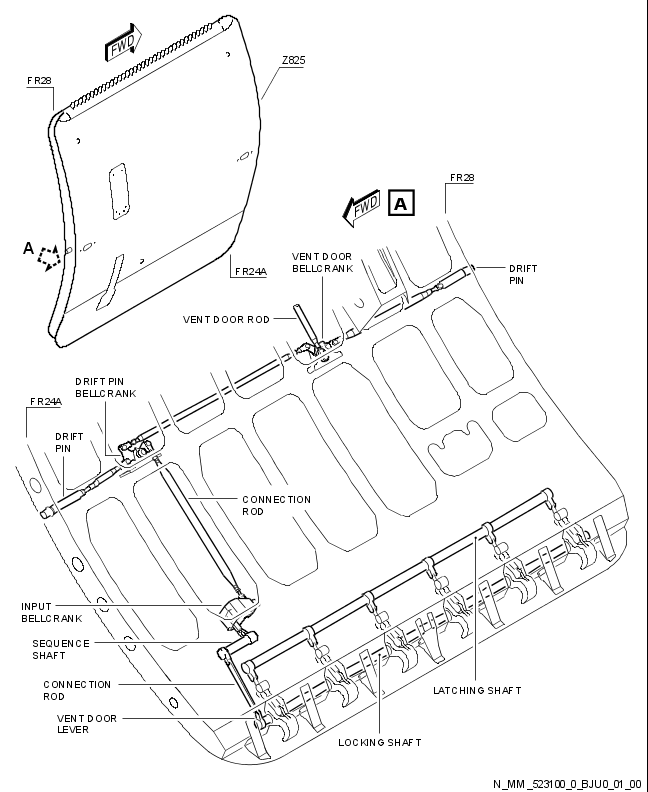 FWD
Z825
FR28
A
FR24A
FR28
FWD
A
VENT DOOR
BELLCRANK
DRIFT
PIN
VENT DOOR ROD
DRIFT PIN
BELLCRANK
FR24A
DRIFT
PIN
CONNECTION
ROD
INPUT
BELLCRANK
SEQUENCE
SHAFT
CONNECTION
ROD
LATCHING SHAFT
VENT DOOR
LEVER
LOCKING SHAFT
N_MM_523100_0_BJU0_01_00